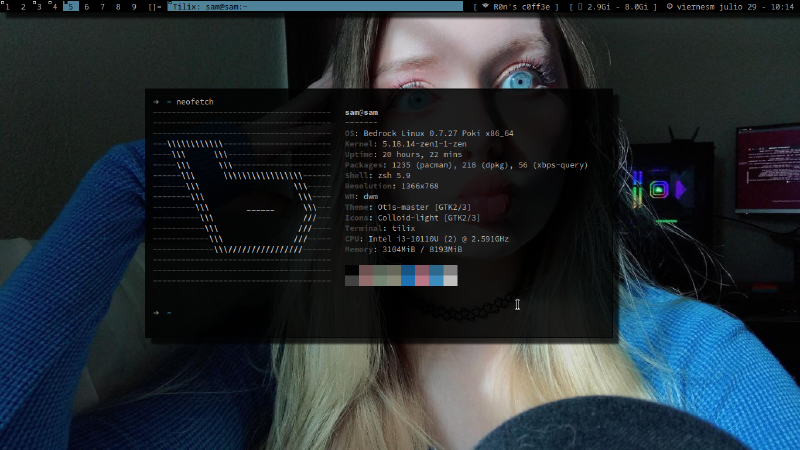 1 2 3 4 5 6 7 8 9 []= Tilix: sam@sam:~ [ R0n's c0ff3e ] [ 2.9Gi - 8.0Gi ] viernesm julio 29 - 10:14
➜ ~ neofetch
sam@sam
-------
OS: Bedrock Linux 0.7.27 Poki x86_64
Kernel: 5.18.14-zen1-1-zen
Uptime: 20 hours, 22 mins
Packages: 1235 (pacman), 218 (dpkg), 56 (xbps-query)
Shell: zsh 5.9
Resolution: 1366x768
WM: dwm
Theme: Otis-master [GTK2/3]
Icons: Colloid-light [GTK2/3]
Terminal: tilix
CPU: Intel i3-10110U (2) @ 2.591GHz
Memory: 3104MiB / 8193MiB
➜ ~